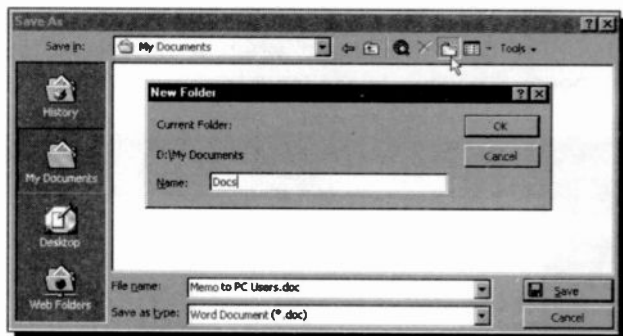 Save As
Save in:
My Documents
Tools
History
New Folder
Current Folder:
OK
D:\My Documents
Cancel
My Documents
Name:
Docs
Desktop
Web Folders
File name:
Memo to PC Users.doc
Save
Save as type:
Word Document (*.doc)
Cancel